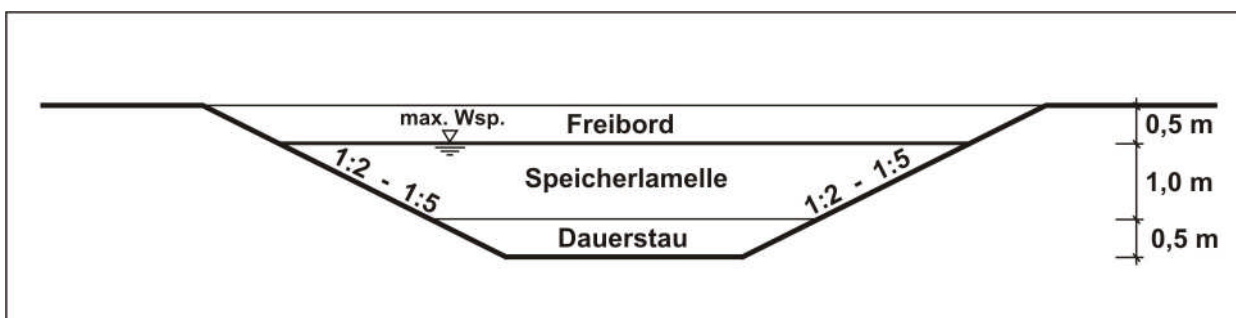 max. Wsp.
Freibord
0,5 m
1:2 - 1:5
Speicherlamelle
1:2 - 1:5
1,0 m
Dauerstau
0,5 m